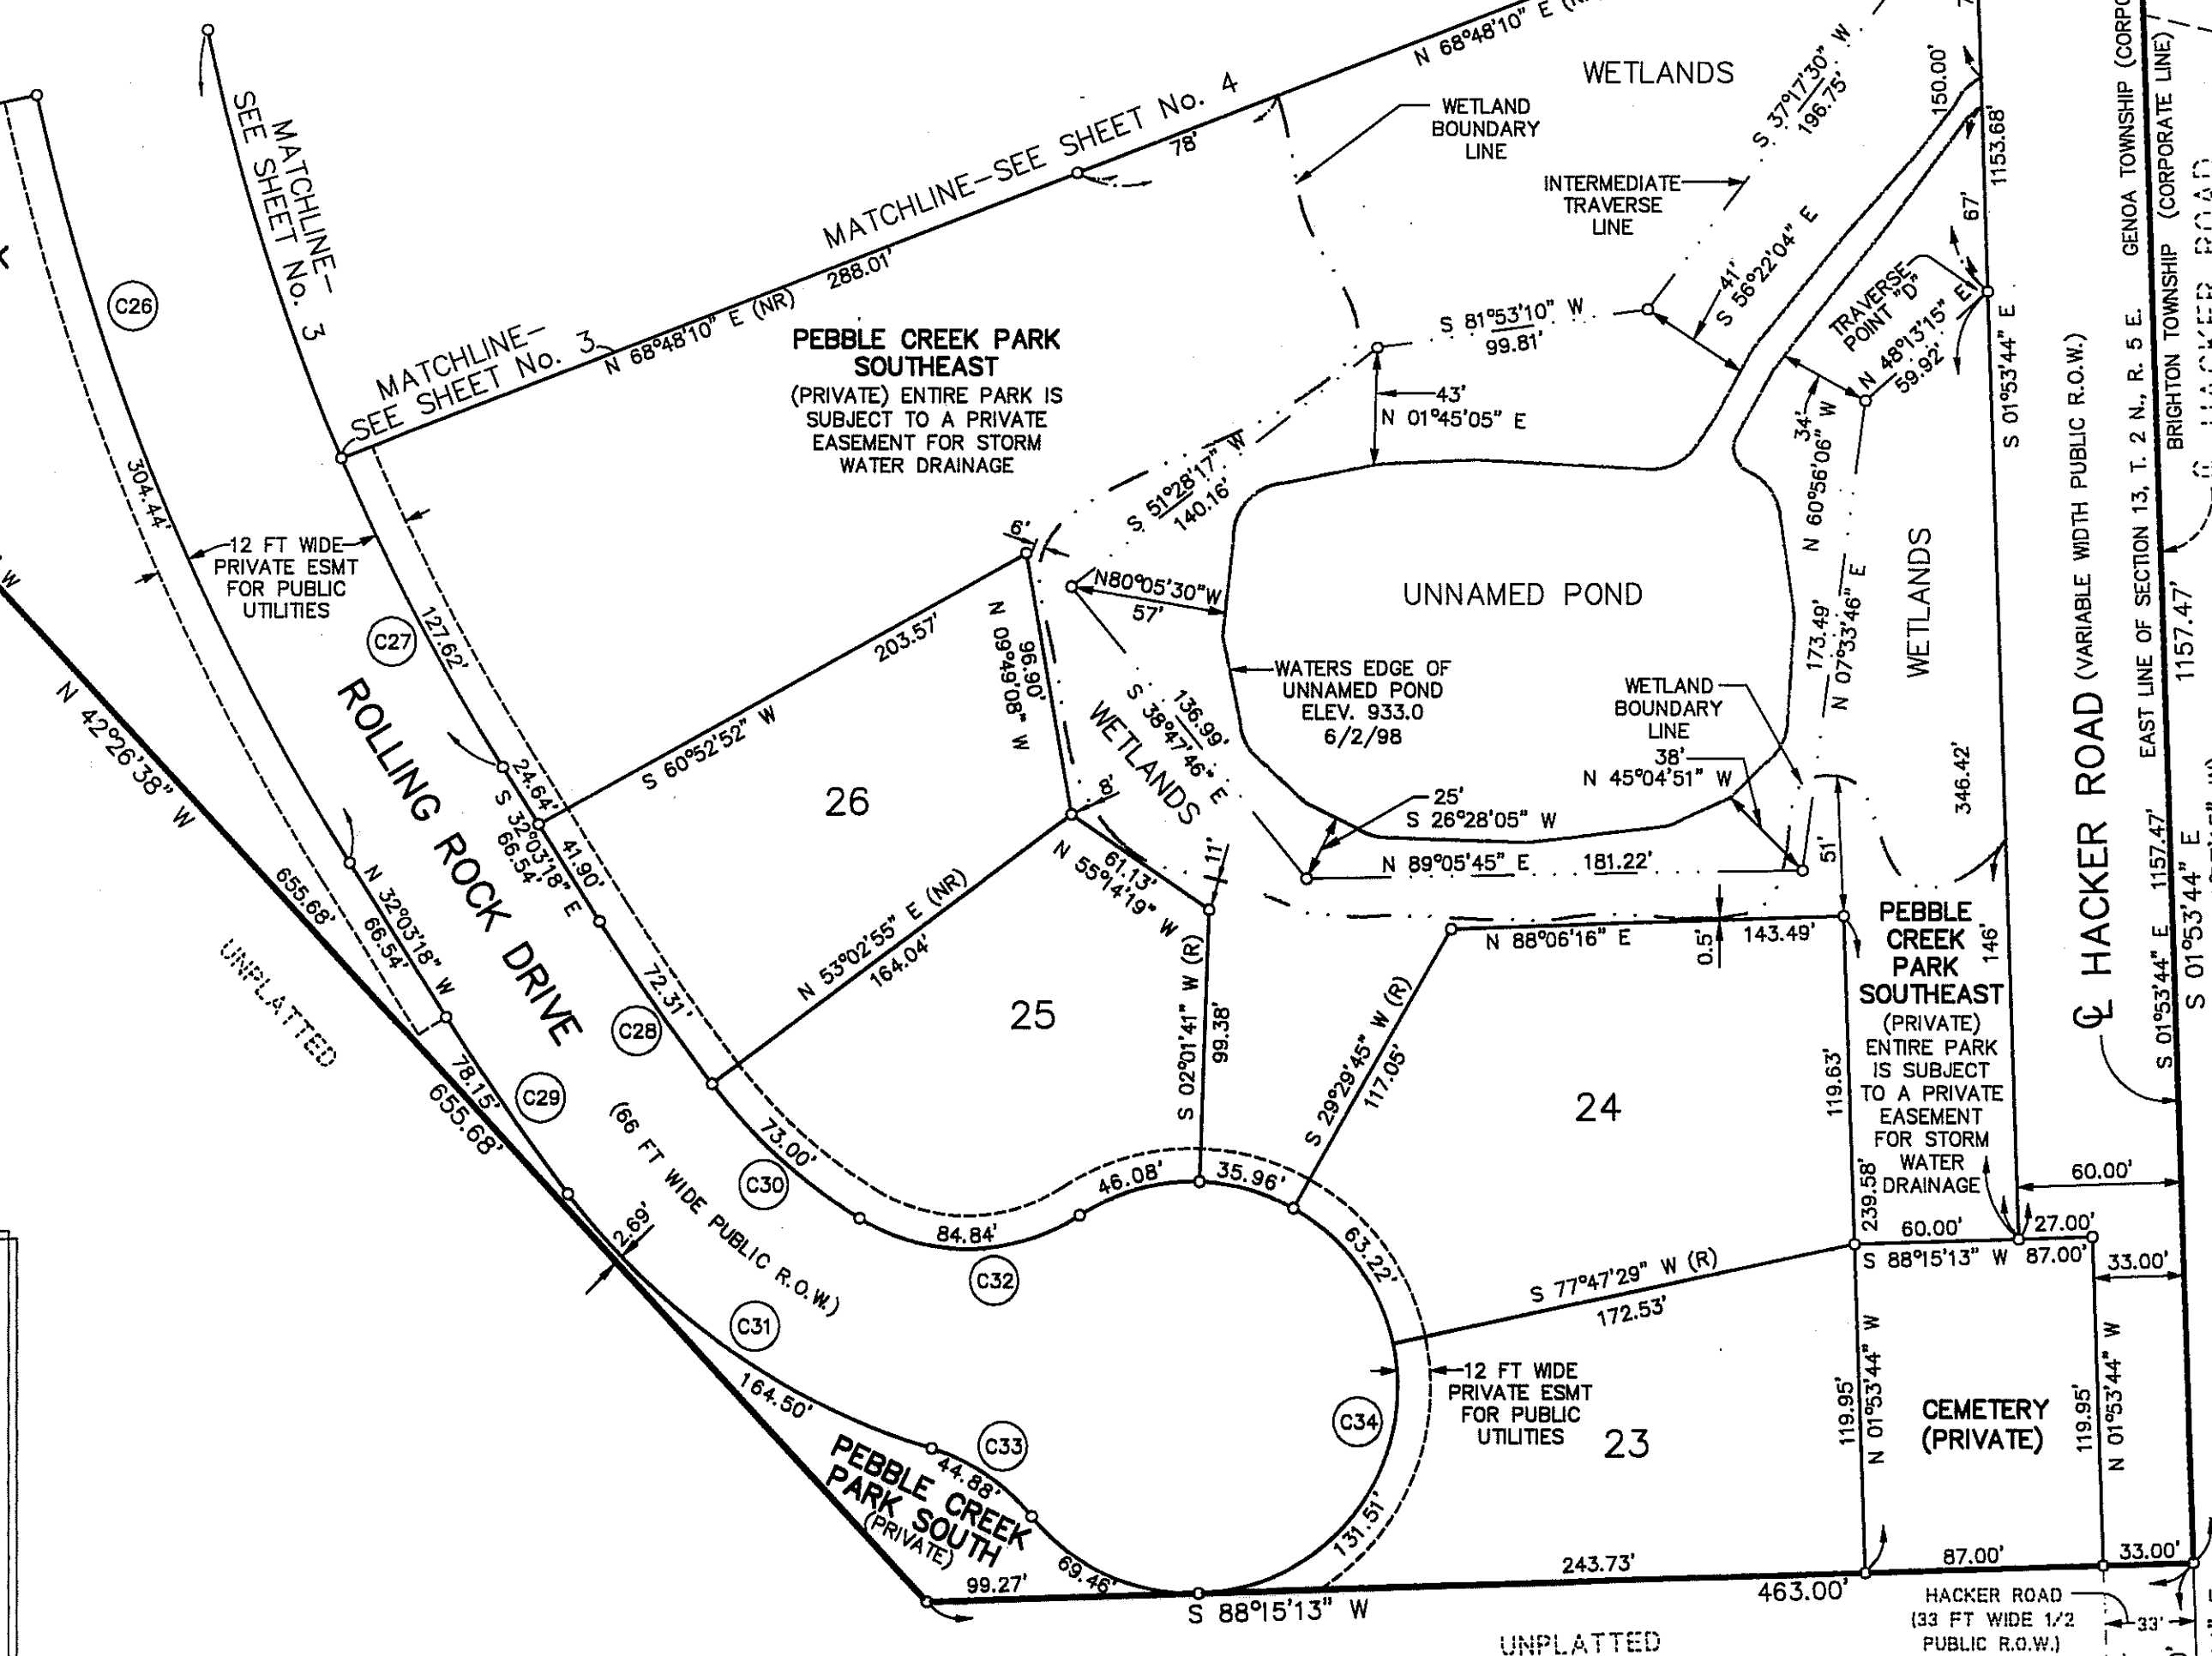 N 68°48'10" E
WETLANDS
S 37°17'30" W
196.75'
150.00'
1153.68'
67'
S 01°53'44" E
GENOA TOWNSHIP
BRIGHTON TOWNSHIP (CORPORATE LINE)
EAST LINE OF SECTION 13, T. 2 N., R. 5 E.
HACKER ROAD
MATCHLINE-
SEE SHEET No. 3
MATCHLINE-SEE SHEET No. 4
78'
WETLAND
BOUNDARY
LINE
INTERMEDIATE
TRAVERSE
LINE
41'
S 56°22'04" E
TRAVERSE
POINT "D"
N 48°13'15" E
59.92'
C26
304.44'
MATCHLINE-
SEE SHEET No. 3
288.01'
N 68°48'10" E (NR)
PEBBLE CREEK PARK
SOUTHEAST
(PRIVATE) ENTIRE PARK IS
SUBJECT TO A PRIVATE
EASEMENT FOR STORM
WATER DRAINAGE
S 81°53'10" W
99.81'
43'
N 01°45'05" E
34'
N 60°56'06" W
S 51°28'17" W
140.16'
6'
N80°05'30"W
57'
UNNAMED POND
WATERS EDGE OF
UNNAMED POND
ELEV. 933.0
6/2/98
173.49'
N 07°33'46" E
WETLANDS
WETLAND
BOUNDARY
LINE
38'
N 45°04'51" W
346.42'
℄ HACKER ROAD (VARIABLE WIDTH PUBLIC R.O.W.)
S 01°53'44" E 1157.47'
1157.47'
S 01°53'44" E
12 FT WIDE
PRIVATE ESMT
FOR PUBLIC
UTILITIES
C27
127.62'
W
N 42°26'38" W
655.68'
655.68'
UNPLATTED
ROLLING ROCK DRIVE
(66 FT WIDE PUBLIC R.O.W.)
24.64'
S 32°03'18" E
66.54'
41.90'
S 60°52'52" W
203.57'
26
N 09°49'08" W
96.90'
136.99'
S 38°47'46" E
WETLANDS
8'
25'
S 26°28'05" W
N 89°05'45" E 181.22'
51'
11'
61.13'
N 55°14'19" W
N 53°02'55" E (NR)
164.04'
25
S 02°01'41" W (R)
99.38'
N 32°03'18" W
66.54'
72.31'
C28
78.15'
C29
73.00'
C30
84.84'
C32
46.08'
35.96'
2.69'
C31
164.50'
N 88°06'16" E
0.5'
143.49'
S 29°29'45" W (R)
117.05'
24
119.63'
239.58'
PEBBLE
CREEK
PARK
SOUTHEAST
(PRIVATE)
ENTIRE PARK
IS SUBJECT
TO A PRIVATE
EASEMENT
FOR STORM
WATER
DRAINAGE
146'
60.00'
60.00'
27.00'
S 88°15'13" W 87.00'
33.00'
63.22'
S 77°47'29" W (R)
172.53'
12 FT WIDE
PRIVATE ESMT
FOR PUBLIC
UTILITIES
C34
23
119.95'
N 01°53'44" W
CEMETERY
(PRIVATE)
119.95'
N 01°53'44" W
C33
44.88'
PEBBLE CREEK
PARK SOUTH
(PRIVATE)
69.46'
131.51'
99.27'
S 88°15'13" W
243.73'
463.00'
87.00'
33.00'
UNPLATTED
HACKER ROAD
(33 FT WIDE 1/2
PUBLIC R.O.W.)
33'